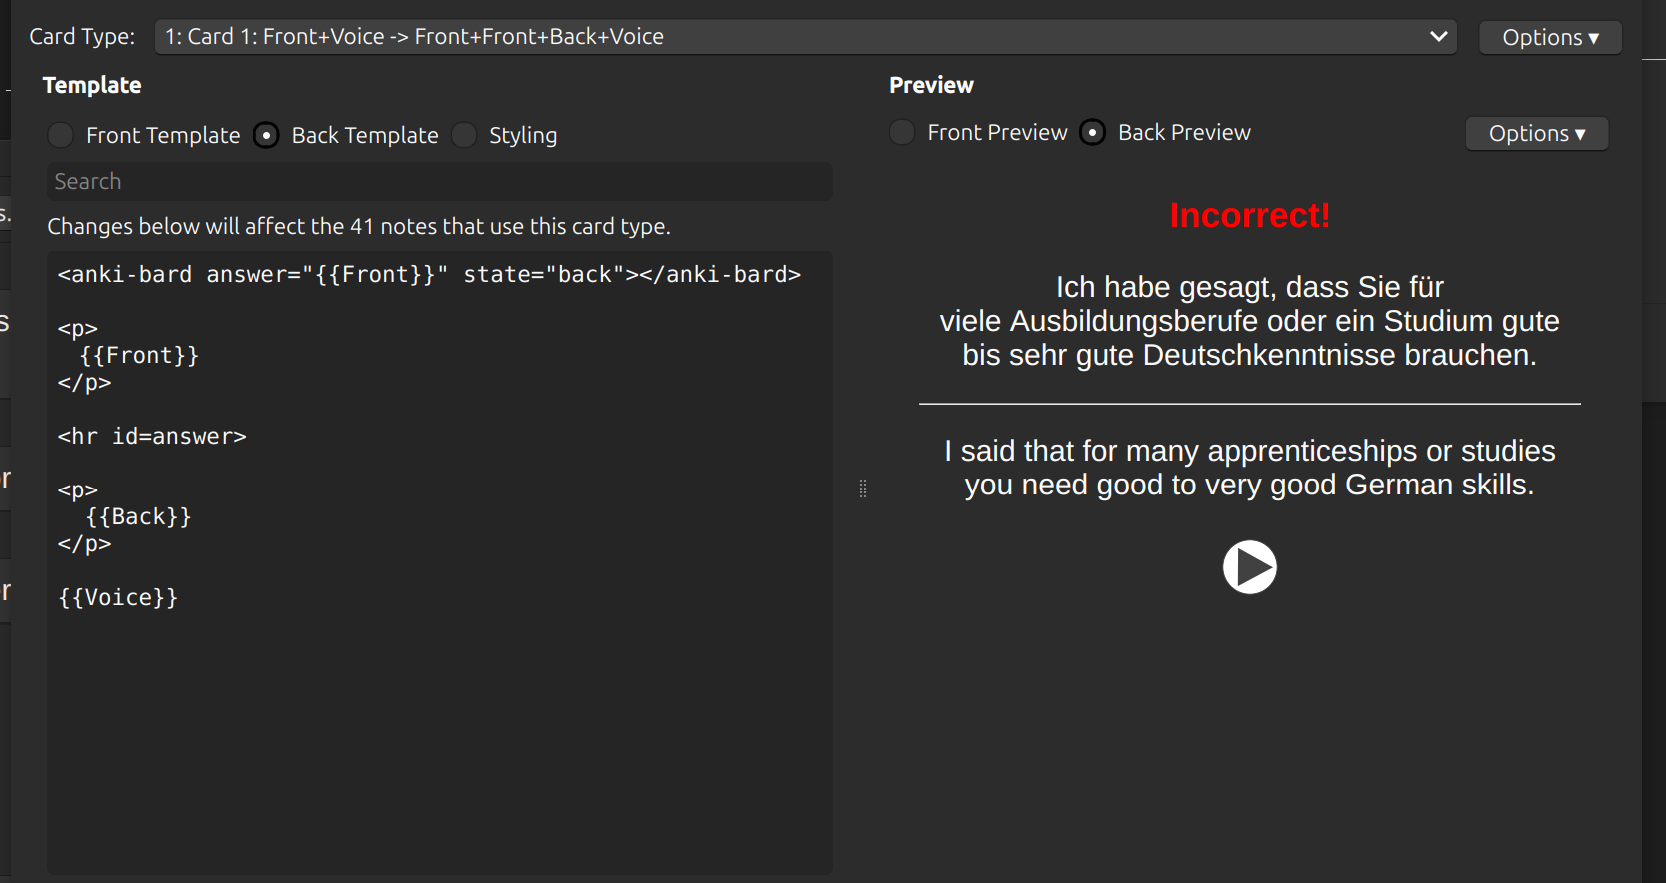 Card Type: 1: Card 1: Front+Voice -> Front+Front+Back+Voice Options ▾
Template
Front Template Back Template Styling
Search
Changes below will affect the 41 notes that use this card type.
<anki-bard answer="{{Front}}" state="back"></anki-bard>
<p>
{{Front}}
</p>
<hr id=answer>
<p>
{{Back}}
</p>
{{Voice}}
Preview
Front Preview Back Preview Options ▾
Incorrect!
Ich habe gesagt, dass Sie für
viele Ausbildungsberufe oder ein Studium gute
bis sehr gute Deutschkenntnisse brauchen.
I said that for many apprenticeships or studies
you need good to very good German skills.